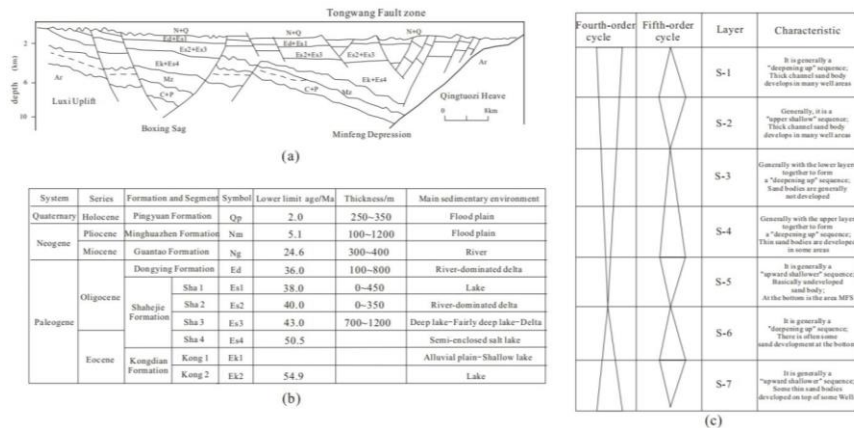 Tongwang Fault zone
N+Q
N+Q
N+Q
Ed+Es1
Ed+Es1
Es2+Es3
Es2+Es3
Es2+Es3
Ek+Es4
Ek+Es4
Ar
Mz
Mz
C+P
C+P
Ar
2
6
10
depth (km)
Luxi Uplift
Boxing Sag
Minfeng Depression
Qingtuozi Heave
0 8km
(a)
System Series Formation and Segment Symbol Lower limit age/Ma Thickness/m Main sedimentary environment
Quaternary Holocene Pingyuan Formation Qp 2.0 250~350 Flood plain
Neogene Pliocene Minghuazhen Formation Nm 5.1 100~1200 Flood plain
Miocene Guantao Formation Ng 24.6 300~400 River
Paleogene Oligocene Dongying Formation Ed 36.0 100~800 River-dominated delta
Shahejie Formation Sha 1 Es1 38.0 0~450 Lake
Sha 2 Es2 40.0 0~350 River-dominated delta
Sha 3 Es3 43.0 700~1200 Deep lake-Fairly deep lake-Delta
Eocene Sha 4 Es4 50.5 Semi-enclosed salt lake
Kongdian Formation Kong 1 Ek1 Alluvial plain-Shallow lake
Kong 2 Ek2 54.9 Lake
(b)
Fourth-order cycle Fifth-order cycle Layer Characteristic
S-1
It is generally a
"deepening up" sequence;
Thick channel sand body
develops in many well areas
S-2
Generally, it is a
"upper shallow" sequence;
Thick channel sand body
develops in many well areas
S-3
Generally with the lower layer
together to form
a "deepening up" sequence;
Sand bodies are generally
not developed
S-4
Generally with the upper layer
together to form
a "deepening up" sequence;
Thin sand bodies are developed
in some areas
S-5
It is generally a
"upward shallower" sequence;
Basically undeveloped
sand body;
At the bottom is the area MFS
S-6
It is generally a
"deepening up" sequence;
There is often some
sand development at the bottom
S-7
It is generally a
"upward shallower" sequence;
Some thin sand bodies
developed on top of some Wells
(c)